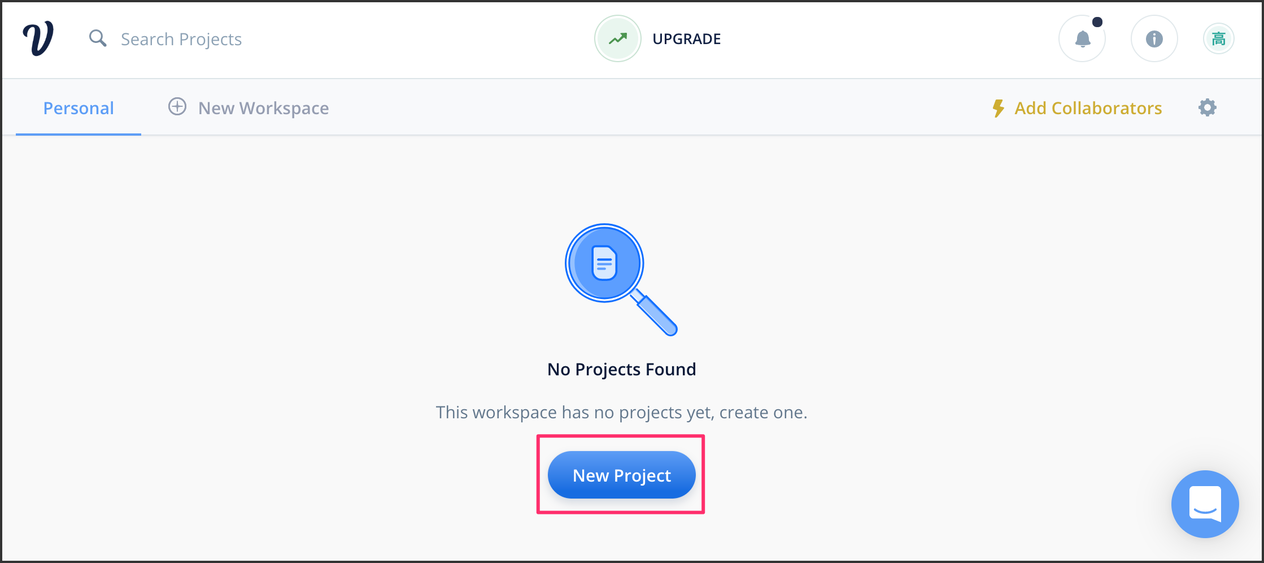 Search Projects
UPGRADE
高
Personal
New Workspace
Add Collaborators
No Projects Found
This workspace has no projects yet, create one.
New Project